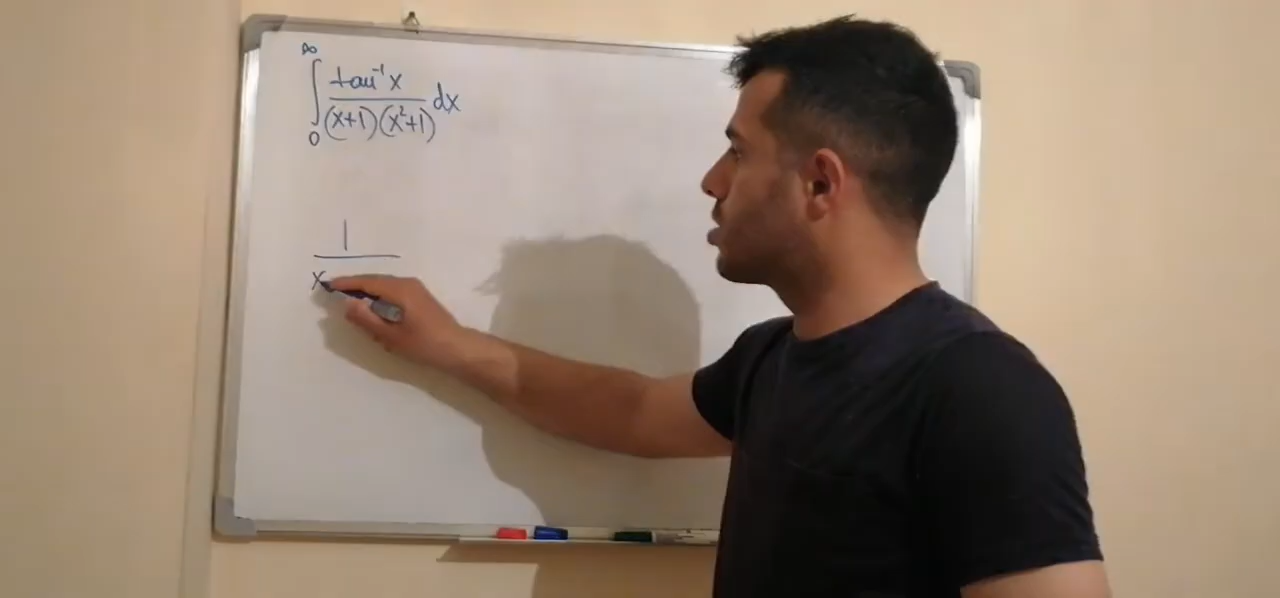 ∞
∫ tan⁻¹x / (x+1)(x²+1) dx
0
1
x